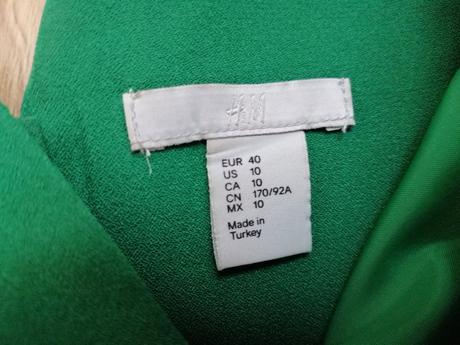 H&M
EUR 40
US 10
CA 10
CN 170/92A
MX 10
Made in
Turkey